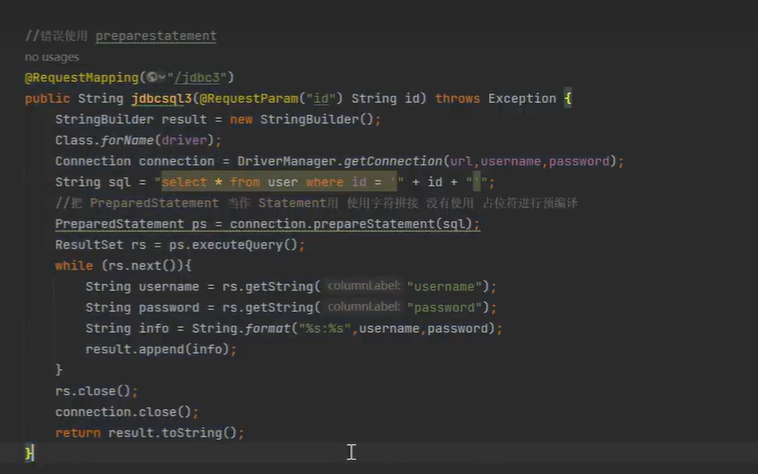 //错误使用 preparestatement
no usages
@RequestMapping("/jdbc3")
public String jdbcsql3(@RequestParam("id") String id) throws Exception {
    StringBuilder result = new StringBuilder();
    Class.forName(driver);
    Connection connection = DriverManager.getConnection(url,username,password);
    String sql = "select * from user where id = '" + id + "'";
    //把 PreparedStatement 当作 Statement用 使用字符拼接 没有使用 占位符进行预编译
    PreparedStatement ps = connection.prepareStatement(sql);
    ResultSet rs = ps.executeQuery();
    while (rs.next()){
        String username = rs.getString( columnLabel: "username");
        String password = rs.getString( columnLabel: "password");
        String info = String.format("%s:%s",username,password);
        result.append(info);
    }
    rs.close();
    connection.close();
    return result.toString();
}